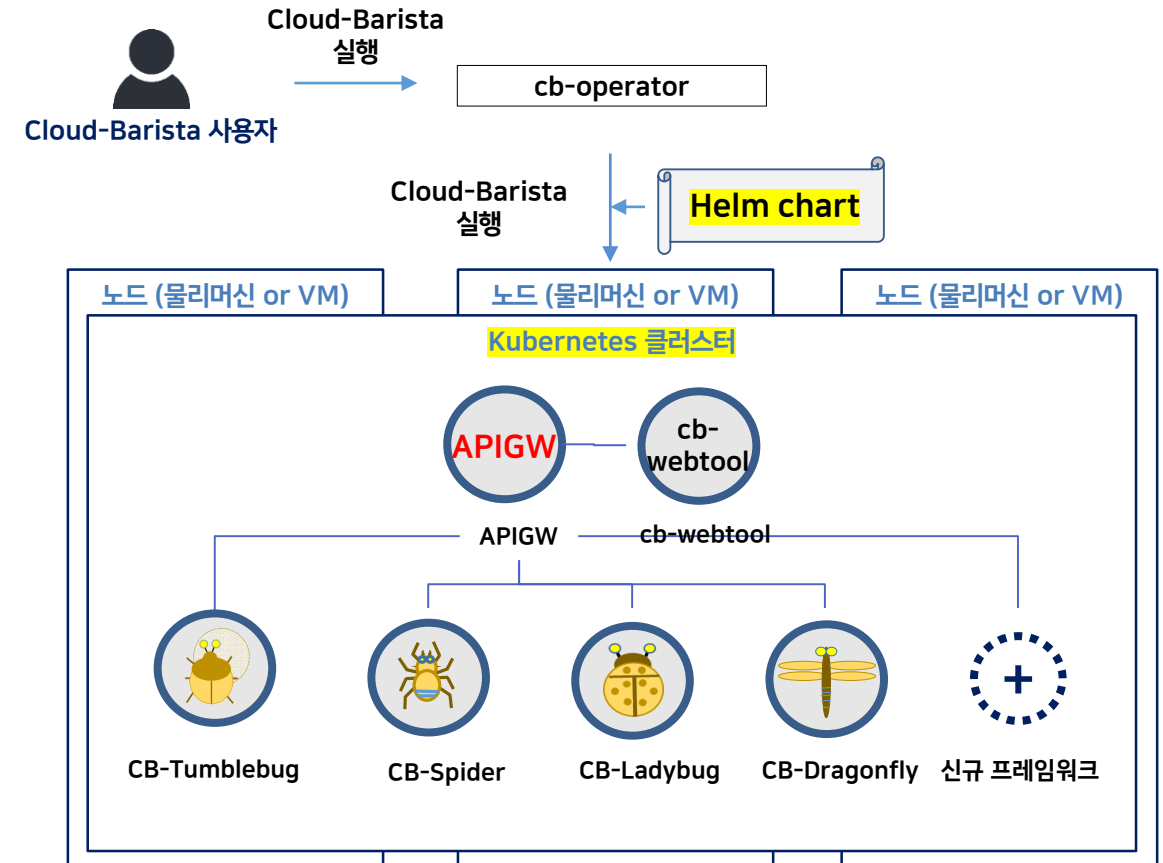 Cloud-Barista
실행
cb-operator
Cloud-Barista 사용자
Cloud-Barista
실행
Helm chart
노드 (물리머신 or VM)
노드 (물리머신 or VM)
노드 (물리머신 or VM)
Kubernetes 클러스터
APIGW
cb-
webtool
APIGW
cb-webtool
CB-Tumblebug
CB-Spider
CB-Ladybug
CB-Dragonfly
신규 프레임워크